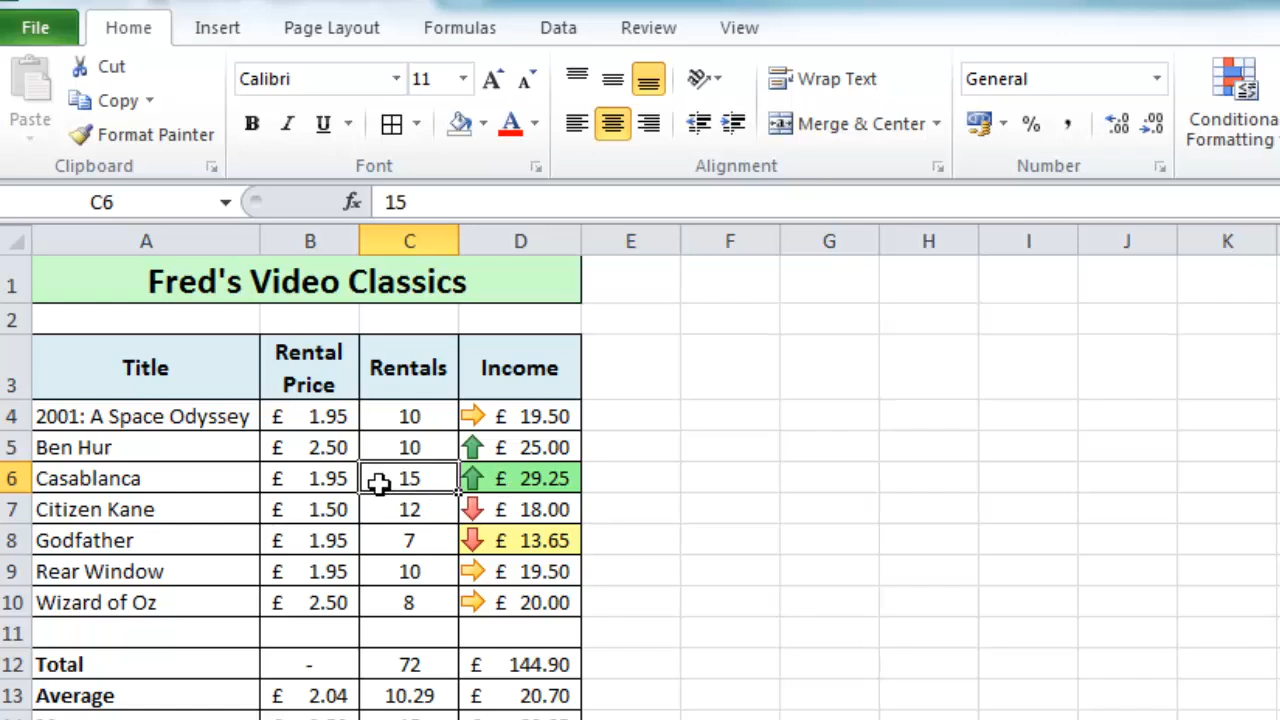 File Home Insert Page Layout Formulas Data Review View
Cut
Copy
Format Painter
Paste
Calibri 11
B I U A
Wrap Text
Merge & Center
General
% ,
Conditiona
Formatting
Clipboard Font Alignment Number
C6 fx 15
A B C D E F G H I J K
1 Fred's Video Classics
2
3 Title Rental Price Rentals Income
4 2001: A Space Odyssey £ 1.95 10 £ 19.50
5 Ben Hur £ 2.50 10 £ 25.00
6 Casablanca £ 1.95 15 £ 29.25
7 Citizen Kane £ 1.50 12 £ 18.00
8 Godfather £ 1.95 7 £ 13.65
9 Rear Window £ 1.95 10 £ 19.50
10 Wizard of Oz £ 2.50 8 £ 20.00
11
12 Total - 72 £ 144.90
13 Average £ 2.04 10.29 £ 20.70